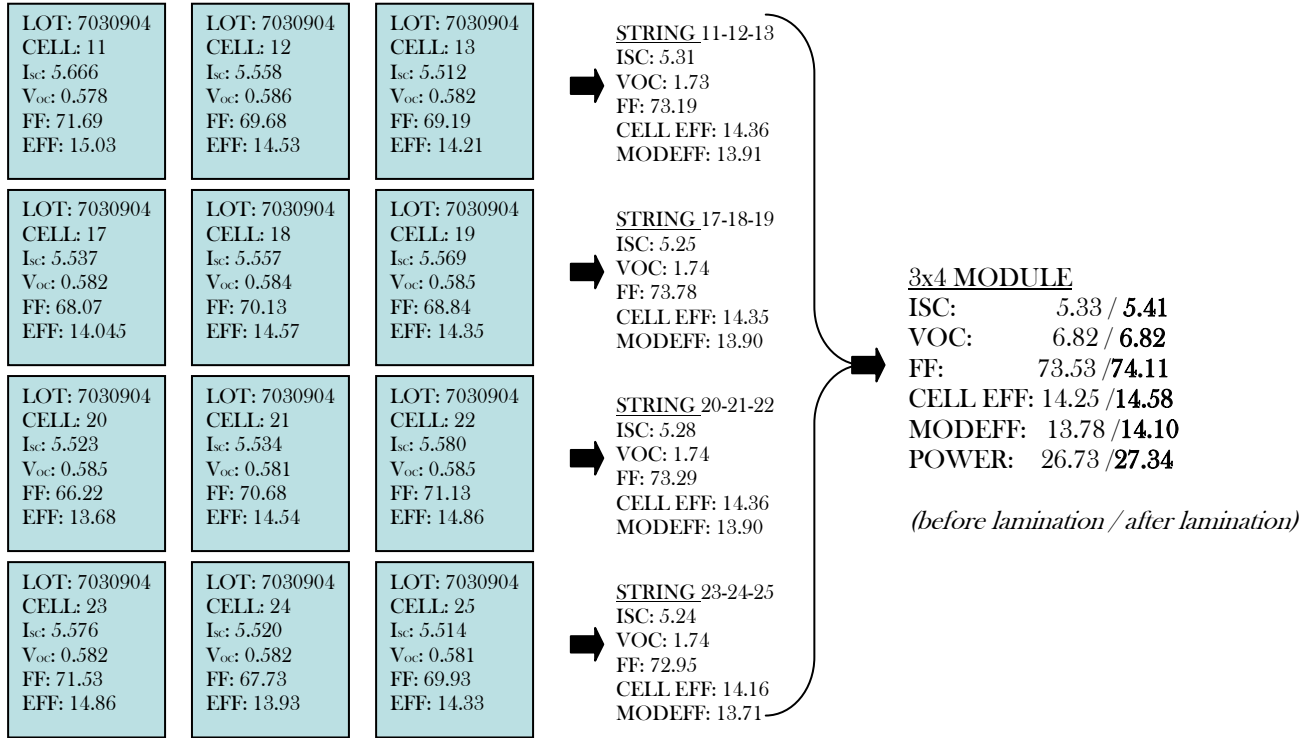 LOT: 7030904
CELL: 11
Isc: 5.666
Voc: 0.578
FF: 71.69
EFF: 15.03
LOT: 7030904
CELL: 12
Isc: 5.558
Voc: 0.586
FF: 69.68
EFF: 14.53
LOT: 7030904
CELL: 13
Isc: 5.512
Voc: 0.582
FF: 69.19
EFF: 14.21
STRING 11-12-13
ISC: 5.31
VOC: 1.73
FF: 73.19
CELL EFF: 14.36
MODEFF: 13.91
LOT: 7030904
CELL: 17
Isc: 5.537
Voc: 0.582
FF: 68.07
EFF: 14.045
LOT: 7030904
CELL: 18
Isc: 5.557
Voc: 0.584
FF: 70.13
EFF: 14.57
LOT: 7030904
CELL: 19
Isc: 5.569
Voc: 0.585
FF: 68.84
EFF: 14.35
STRING 17-18-19
ISC: 5.25
VOC: 1.74
FF: 73.78
CELL EFF: 14.35
MODEFF: 13.90
LOT: 7030904
CELL: 20
Isc: 5.523
Voc: 0.585
FF: 66.22
EFF: 13.68
LOT: 7030904
CELL: 21
Isc: 5.534
Voc: 0.581
FF: 70.68
EFF: 14.54
LOT: 7030904
CELL: 22
Isc: 5.580
Voc: 0.585
FF: 71.13
EFF: 14.86
STRING 20-21-22
ISC: 5.28
VOC: 1.74
FF: 73.29
CELL EFF: 14.36
MODEFF: 13.90
LOT: 7030904
CELL: 23
Isc: 5.576
Voc: 0.582
FF: 71.53
EFF: 14.86
LOT: 7030904
CELL: 24
Isc: 5.520
Voc: 0.582
FF: 67.73
EFF: 13.93
LOT: 7030904
CELL: 25
Isc: 5.514
Voc: 0.581
FF: 69.93
EFF: 14.33
STRING 23-24-25
ISC: 5.24
VOC: 1.74
FF: 72.95
CELL EFF: 14.16
MODEFF: 13.71
3x4 MODULE
ISC: 5.33 / 5.41
VOC: 6.82 / 6.82
FF: 73.53 /74.11
CELL EFF: 14.25 /14.58
MODEFF: 13.78 /14.10
POWER: 26.73 /27.34
(before lamination / after lamination)